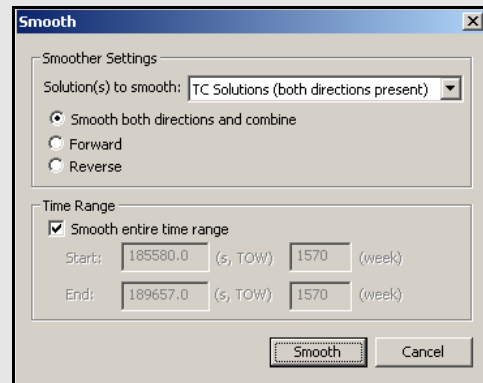 Smooth
Smoother Settings
Solution(s) to smooth: TC Solutions (both directions present)
Smooth both directions and combine
Forward
Reverse
Time Range
Smooth entire time range
Start: 185580.0 (s, TOW) 1570 (week)
End: 189657.0 (s, TOW) 1570 (week)
Smooth Cancel